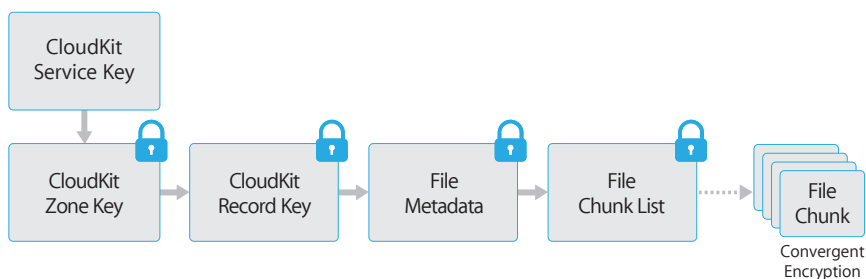 CloudKit
Service Key
CloudKit
Zone Key
CloudKit
Record Key
File
Metadata
File
Chunk List
File
Chunk
Convergent
Encryption